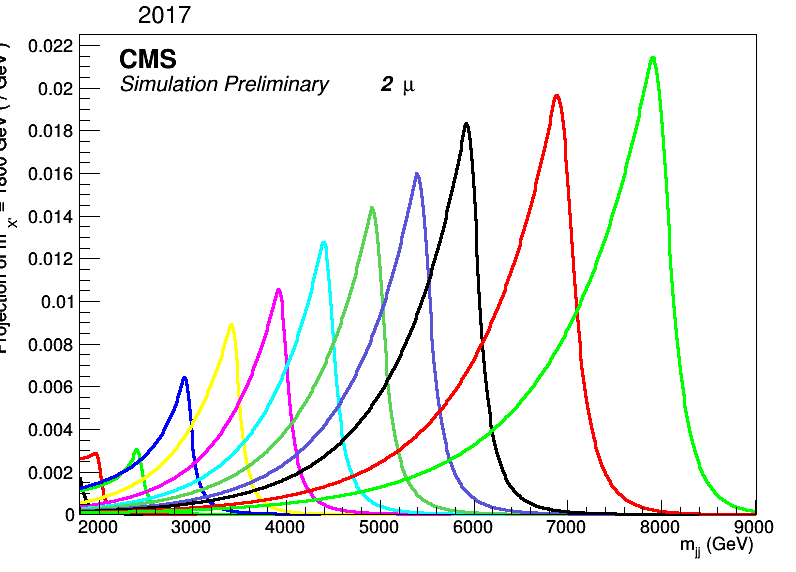 2017
CMS
Simulation Preliminary 2 μ
Projection of m_X' = 1800 GeV ( / GeV )
0.022
0.02
0.018
0.016
0.014
0.012
0.01
0.008
0.006
0.004
0.002
0
2000 3000 4000 5000 6000 7000 8000 9000
m_jj (GeV)